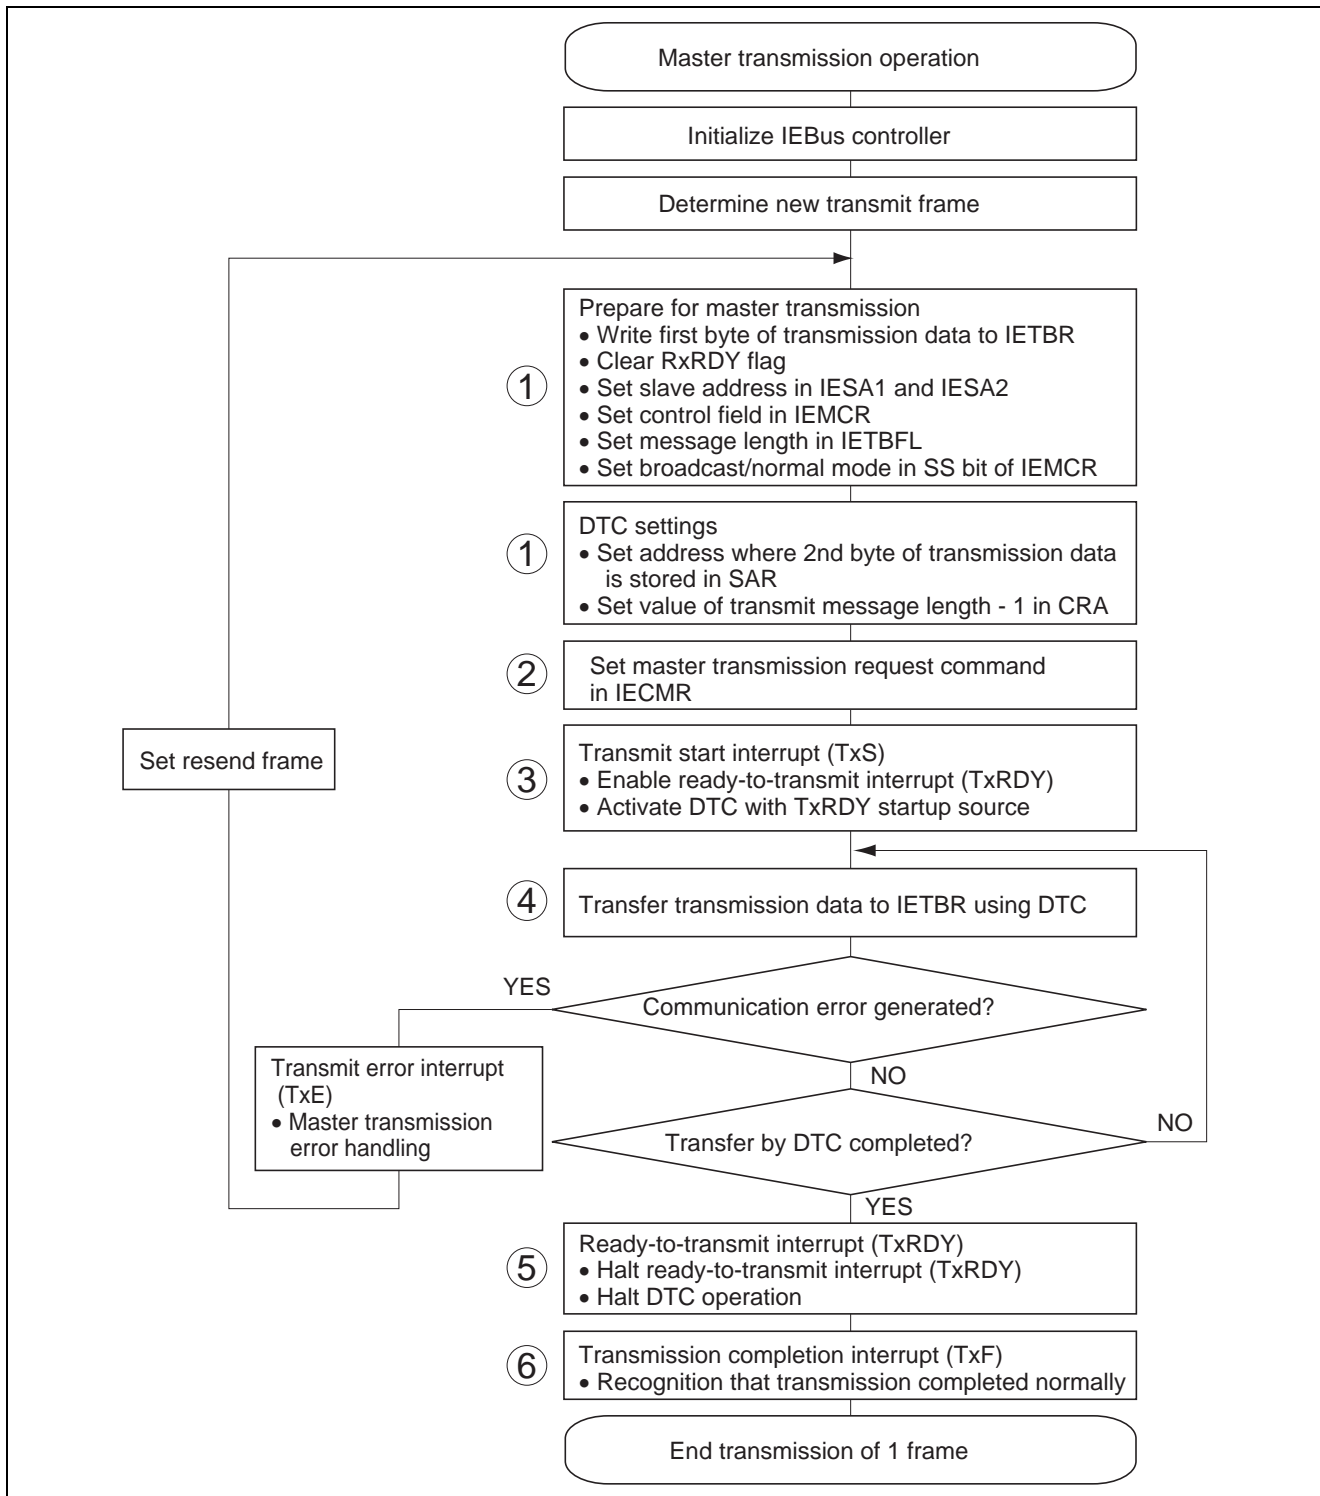 Master transmission operation
Initialize IEBus controller
Determine new transmit frame
Prepare for master transmission
• Write first byte of transmission data to IETBR
• Clear RxRDY flag
① • Set slave address in IESA1 and IESA2
• Set control field in IEMCR
• Set message length in IETBFL
• Set broadcast/normal mode in SS bit of IEMCR
DTC settings
① • Set address where 2nd byte of transmission data
is stored in SAR
• Set value of transmit message length - 1 in CRA
② Set master transmission request command
in IECMR
Set resend frame
Transmit start interrupt (TxS)
③ • Enable ready-to-transmit interrupt (TxRDY)
• Activate DTC with TxRDY startup source
④ Transfer transmission data to IETBR using DTC
YES
Communication error generated?
NO
Transmit error interrupt
(TxE)
• Master transmission
error handling
Transfer by DTC completed?
NO
YES
Ready-to-transmit interrupt (TxRDY)
⑤ • Halt ready-to-transmit interrupt (TxRDY)
• Halt DTC operation
Transmission completion interrupt (TxF)
⑥ • Recognition that transmission completed normally
End transmission of 1 frame